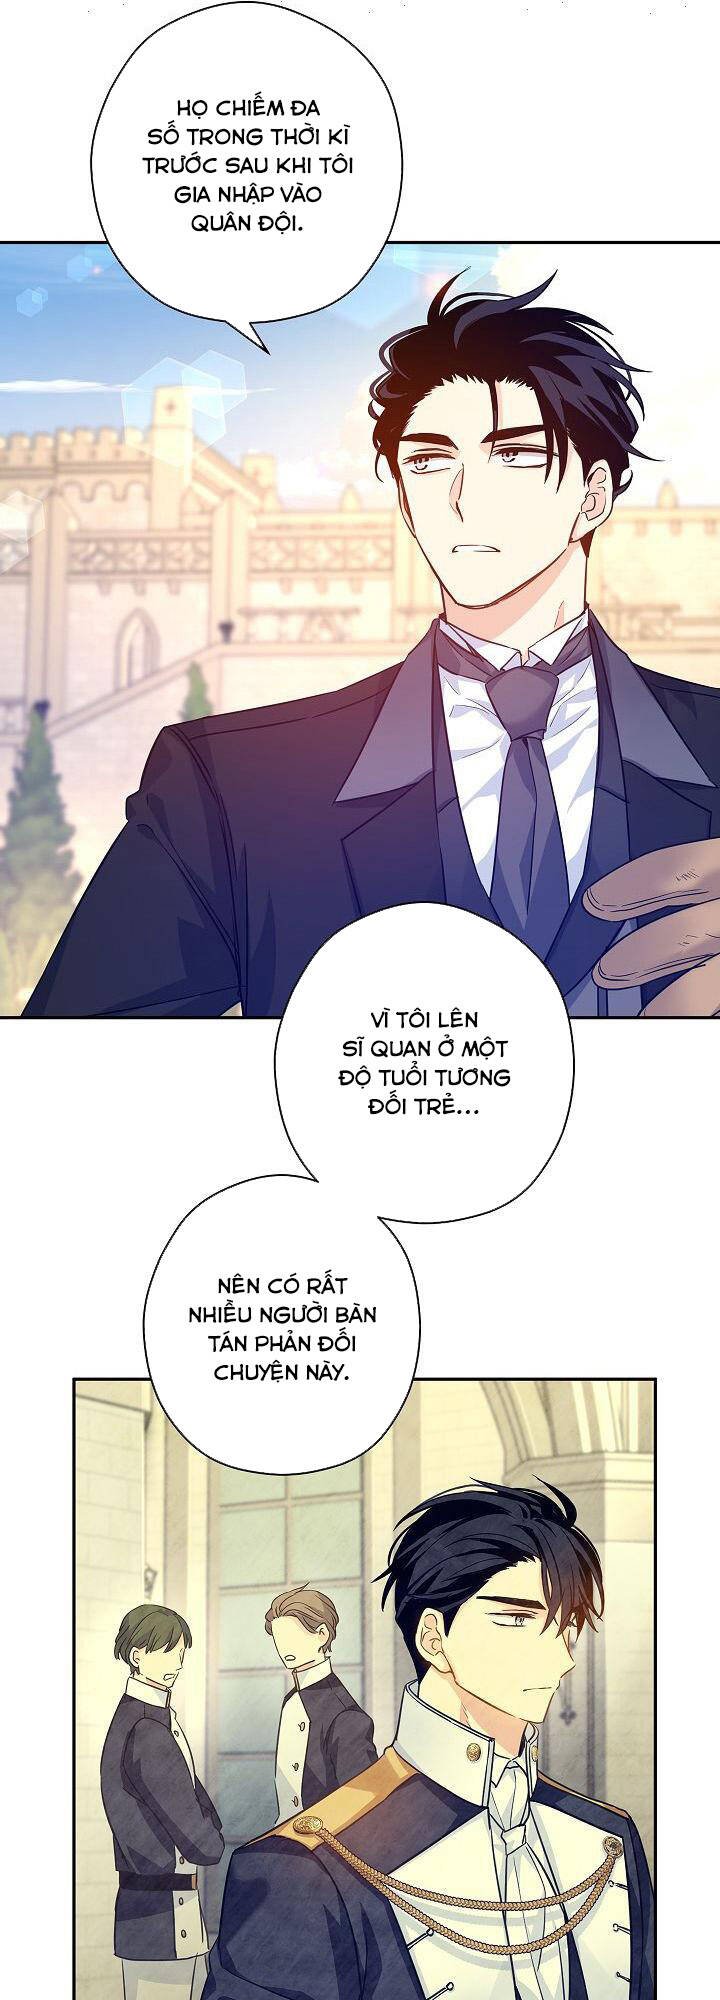 HỌ CHIẾM ĐA
SỐ TRONG THỜI KÌ
TRƯỚC SAU KHI TÔI
GIA NHẬP VÀO
QUÂN ĐỘI.
VÌ TÔI LÊN
SĨ QUAN Ở MỘT
ĐỘ TUỔI TƯƠNG
ĐỐI TRẺ...
NÊN CÓ RẤT
NHIỀU NGƯỜI BÀN
TÁN PHẢN ĐỐI
CHUYỆN NÀY.